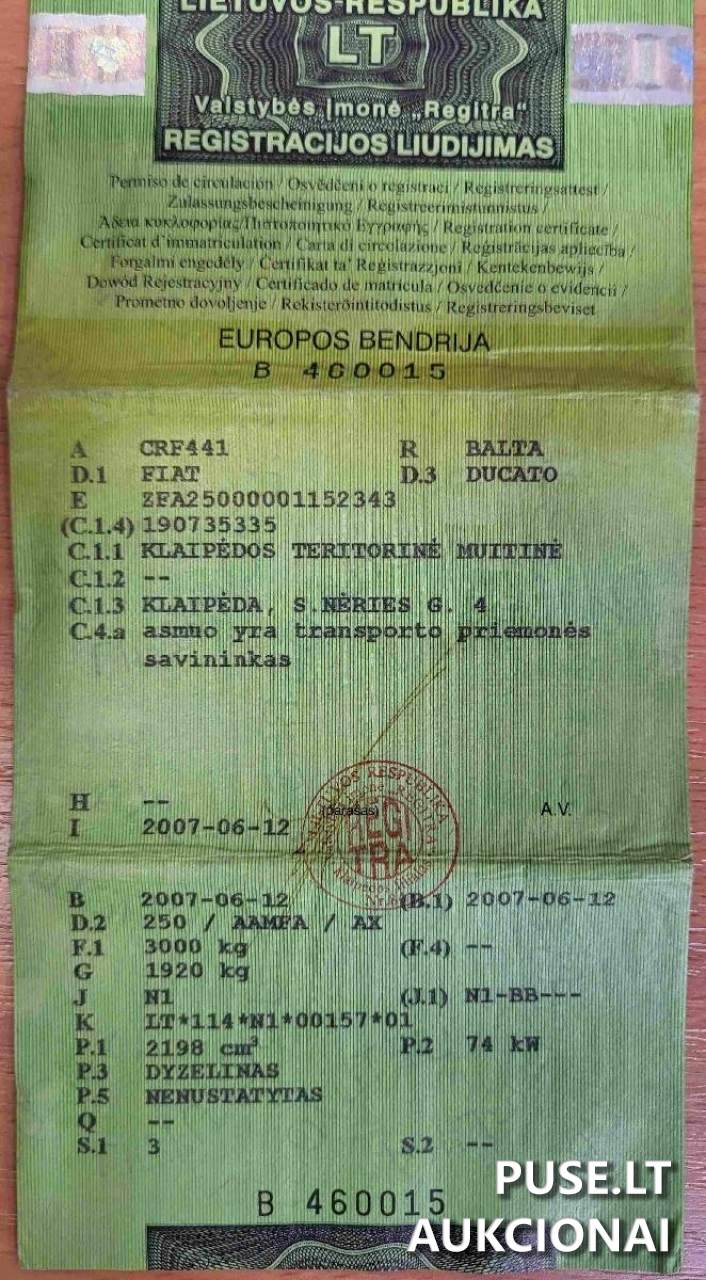 LIETUVOS RESPUBLIKA
LT
Valstybės įmonė „Regitra“
REGISTRACIJOS LIUDIJIMAS
Permiso de circulación / Osvědčení o registraci / Registreringsattest /
Zulassungsbescheinigung / Registreerimistunnistus /
Άδεια κυκλοφορίας/Πιστοποιητικό Εγγραφής / Registration certificate /
Certificat d'immatriculation / Carta di circolazione / Reģistrācijas apliecība /
Forgalmi engedély / Ċertifikat ta' Reġistrazzjoni / Kentekenbewijs /
Dowód Rejestracyjny / Certificado de matrícula / Osvedčenie o evidencii /
Prometno dovoljenje / Rekisteröintitodistus / Registreringsbeviset
EUROPOS BENDRIJA
B 460015
A CRF441 R BALTA
D.1 FIAT D.3 DUCATO
E ZFA25000001152343
(C.1.4) 190735335
C.1.1 KLAIPĖDOS TERITORINĖ MUITINĖ
C.1.2 --
C.1.3 KLAIPĖDA, S.NĖRIES G. 4
C.4.a asmuo yra transporto priemonės
savininkas
H --
(parašas) A.V.
I 2007-06-12
LIETUVOS RESPUBLIKA
REGI
TRA
B 2007-06-12 (B.1) 2007-06-12
D.2 250 / AAMFA / AX
F.1 3000 kg (F.4) --
G 1920 kg
J N1 (J.1) N1-BB---
K LT*114*N1*00157*01
P.1 2198 cm³ P.2 74 kW
P.3 DYZELINAS
P.5 NENUSTATYTAS
Q --
S.1 3 S.2 --
B 460015
PUSE.LT
AUKCIONAI